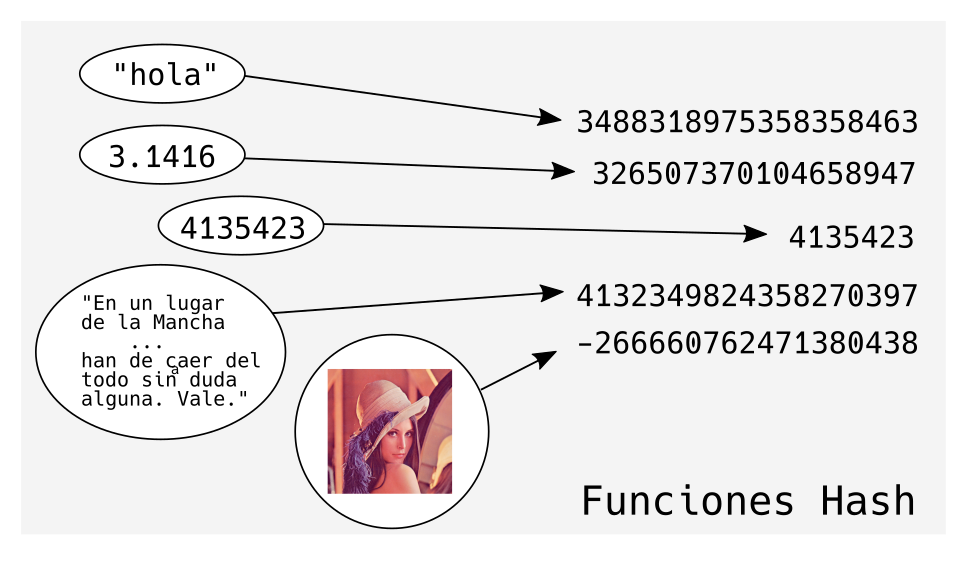 "hola"
3488318975358358463
3.1416
326507370104658947
4135423
4135423
"En un lugar
de la Mancha
...
han de caer del
a
todo sin duda
alguna. Vale."
4132349824358270397
-266660762471380438
Funciones Hash